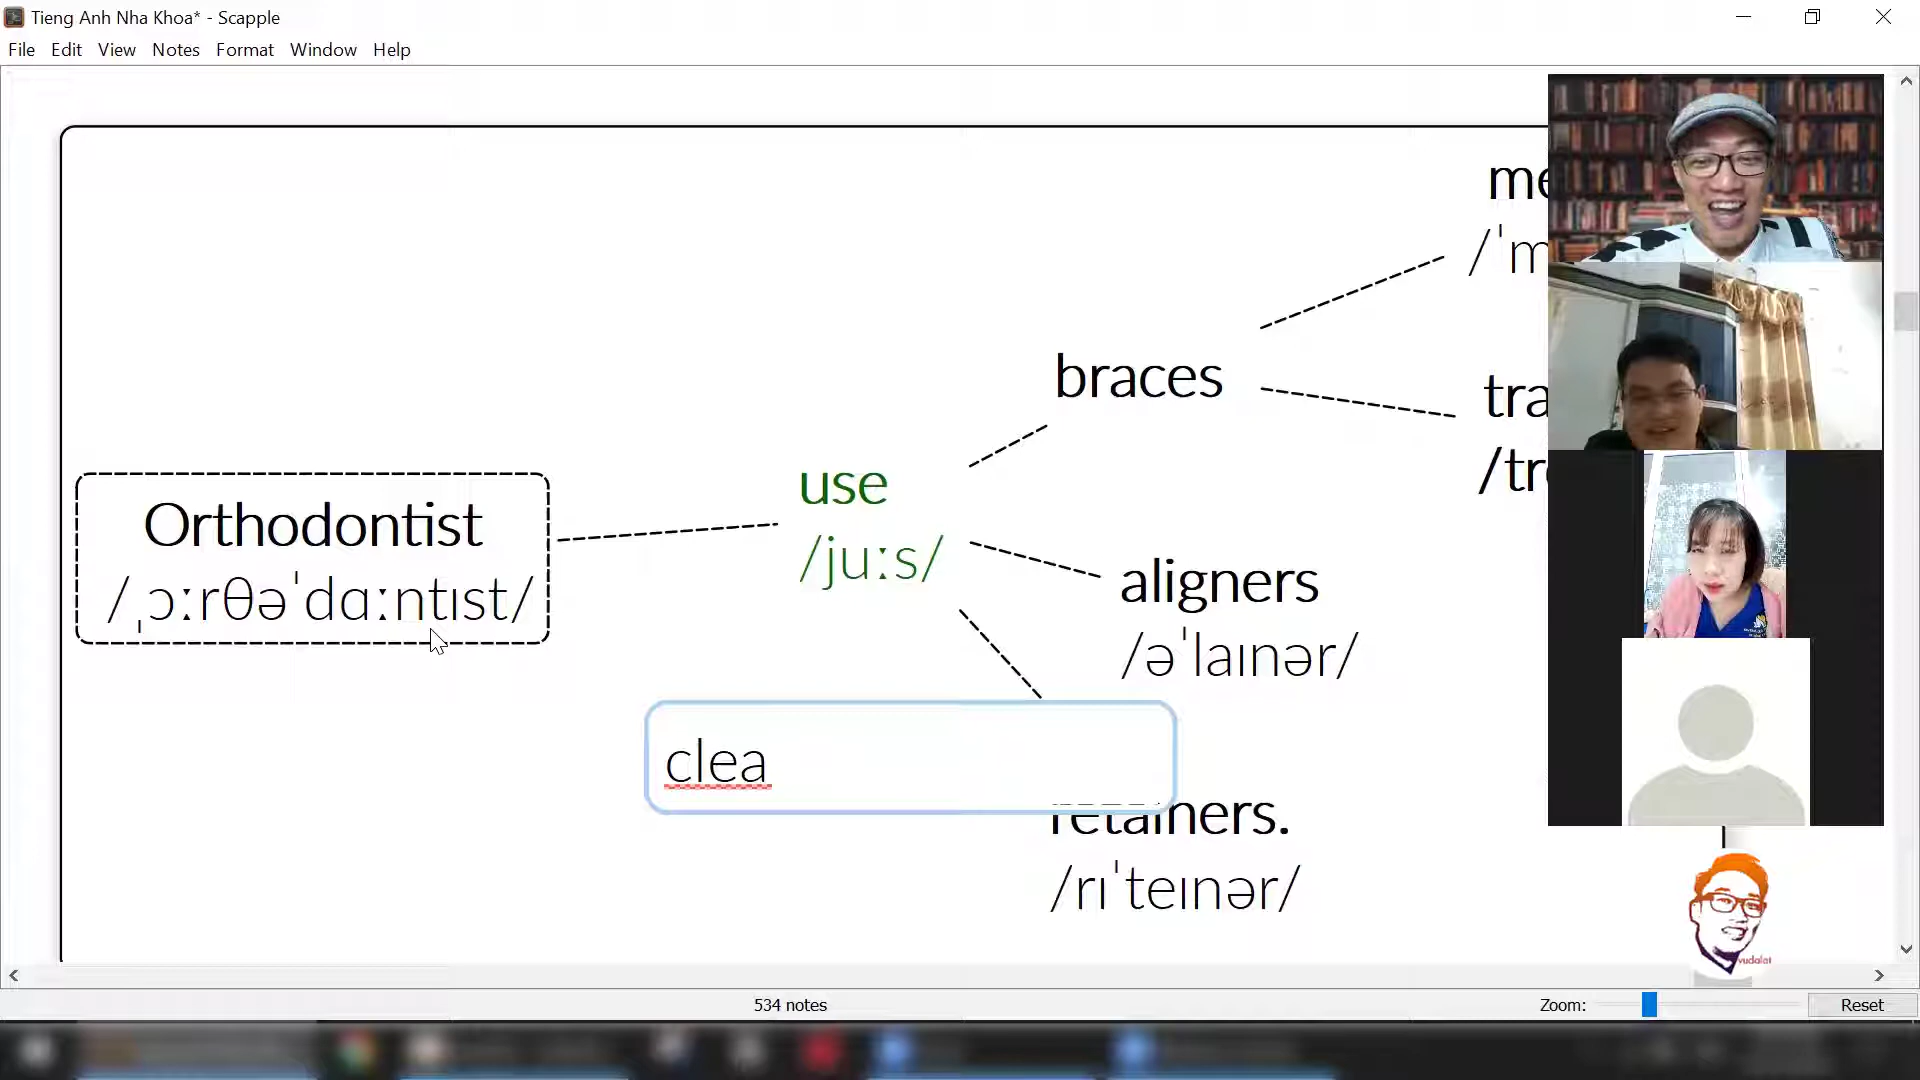 Tieng Anh Nha Khoa* - Scapple
File Edit View Notes Format Window Help
me
/ˈm
braces
tra
/tr
use
/juːs/
Orthodontist
/ˌɔːrθəˈdɑːntɪst/
aligners
/əˈlaɪnər/
clea
retainers.
/rɪˈteɪnər/
vudalat
534 notes
Zoom:
Reset